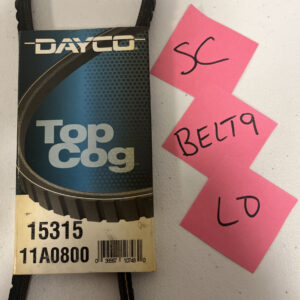 DAYCO
Top
Cog
15315
11A0800
SC
BELT9
LO